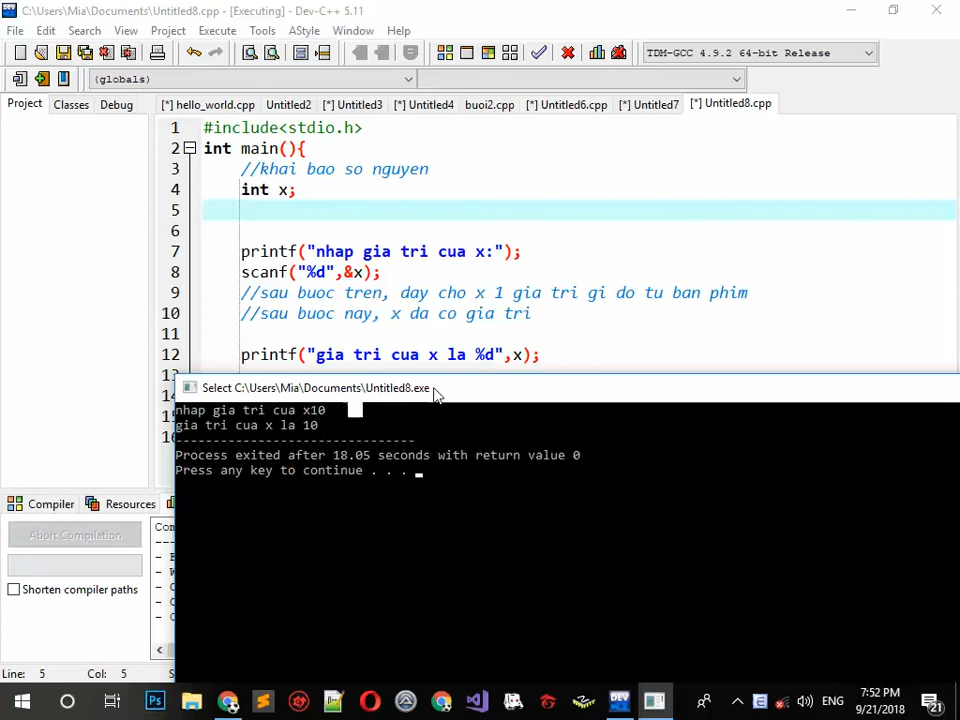 C:\Users\Mia\Documents\Untitled8.cpp - [Executing] - Dev-C++ 5.11
File Edit Search View Project Execute Tools AStyle Window Help
TDM-GCC 4.9.2 64-bit Release
(globals)
Project Classes Debug [*] hello_world.cpp Untitled2 [*] Untitled3 [*] Untitled4 buoi2.cpp [*] Untitled6.cpp [*] Untitled7 [*] Untitled8.cpp
1 #include<stdio.h>
2 int main(){
3 //khai bao so nguyen
4 int x;
5
6
7 printf("nhap gia tri cua x:");
8 scanf("%d",&x);
9 //sau buoc tren, day cho x 1 gia tri gi do tu ban phim
10 //sau buoc nay, x da co gia tri
11
12 printf("gia tri cua x la %d",x);
13
Select C:\Users\Mia\Documents\Untitled8.exe
nhap gia tri cua x10
gia tri cua x la 10
--------------------------------
Process exited after 18.05 seconds with return value 0
Press any key to continue . . .
Compiler Resources
Abort Compilation
Shorten compiler paths
Line: 5 Col: 5
Ps
DEV
ENG
7:52 PM
9/21/2018
21